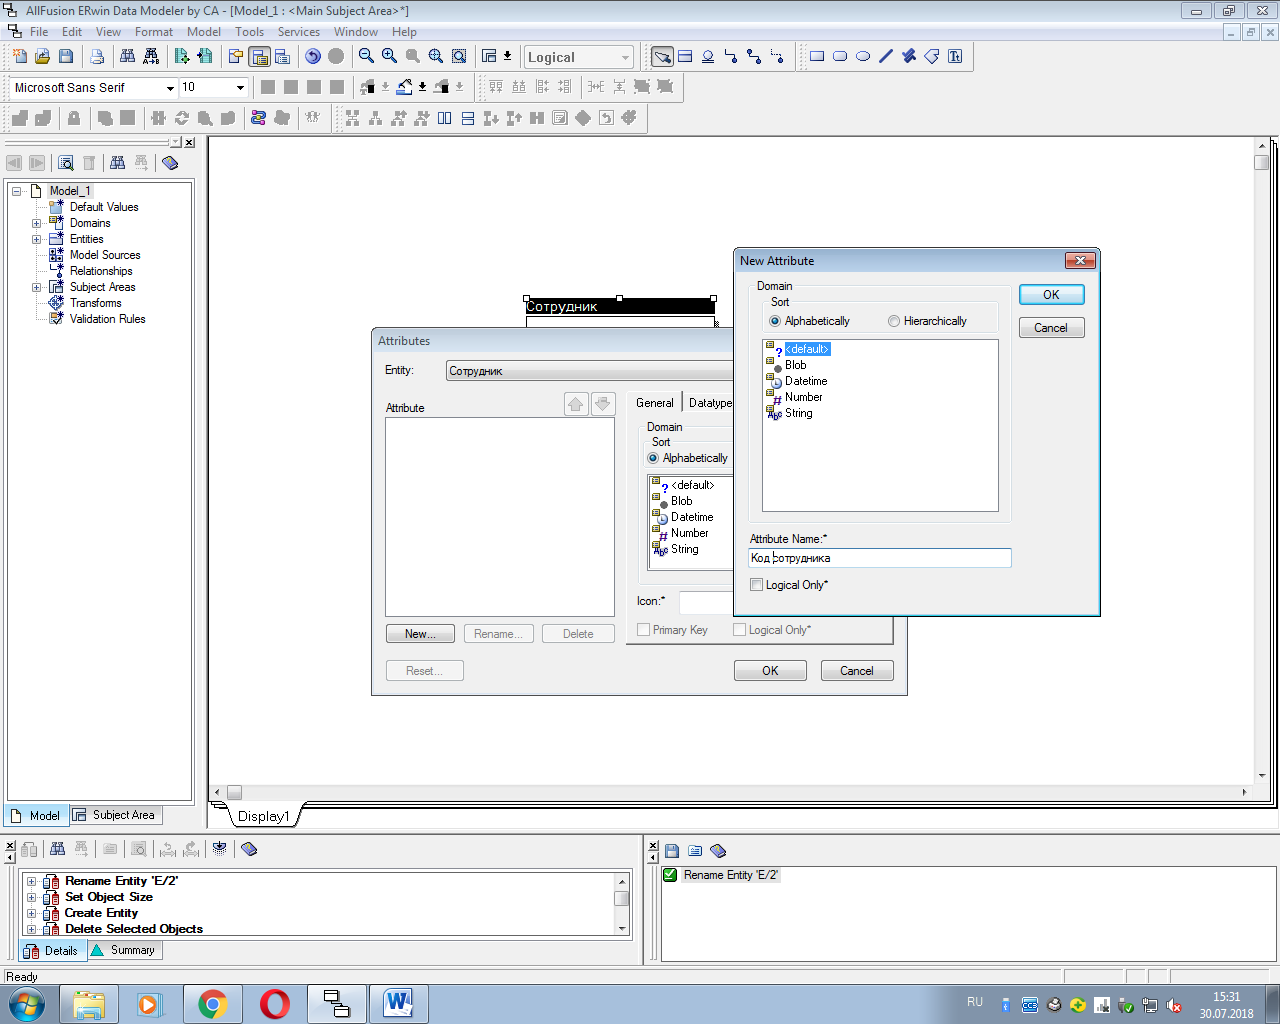 AllFusion ERwin Data Modeler by CA - [Model_1 : <Main Subject Area>*]
File Edit View Format Model Tools Services Window Help
Logical
Microsoft Sans Serif 10
Model_1
Default Values
Domains
Entities
Model Sources
Relationships
Subject Areas
Transforms
Validation Rules
Model Subject Area
Сотрудник
Display1
Attributes
Entity: Сотрудник
Attribute
General Datatype
Domain
Sort
Alphabetically
<default>
Blob
Datetime
Number
String
Icon:*
Primary Key Logical Only*
New... Rename... Delete
Reset... OK Cancel
New Attribute
Domain
Sort
Alphabetically Hierarchically
<default>
Blob
Datetime
Number
String
OK
Cancel
Attribute Name:*
Код сотрудника
Logical Only*
Rename Entity 'E/2'
Set Object Size
Create Entity
Delete Selected Objects
Details Summary
Rename Entity 'E/2'
Ready
RU
15:31
30.07.2018